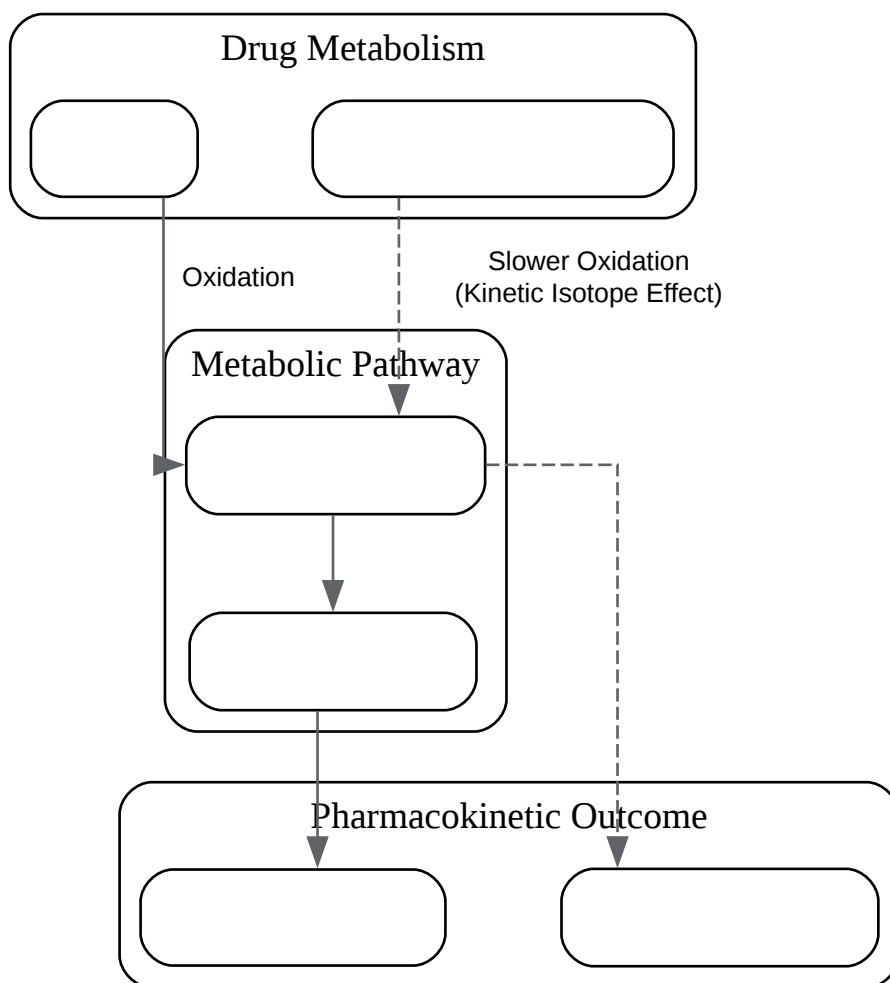 Drug Metabolism
Oxidation
Slower Oxidation
(Kinetic Isotope Effect)
Metabolic Pathway
Pharmacokinetic Outcome